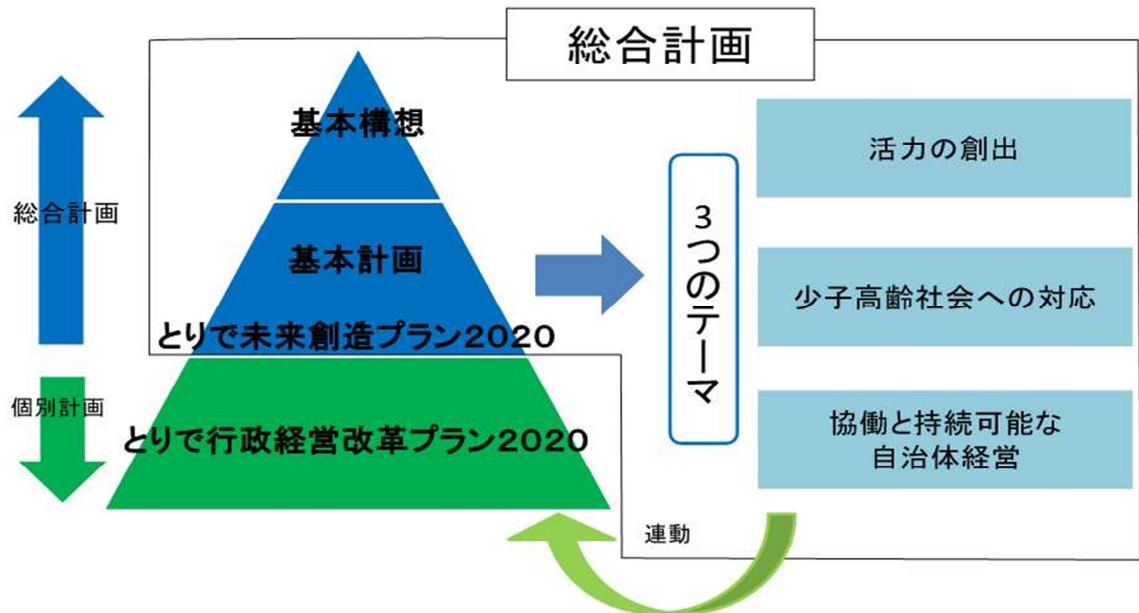 総合計画
総合計画
個別計画
基本構想
基本計画
とりで未来創造プラン2020
とりで行政経営改革プラン2020
3つのテーマ
活力の創出
少子高齢社会への対応
協働と持続可能な
自治体経営
連動